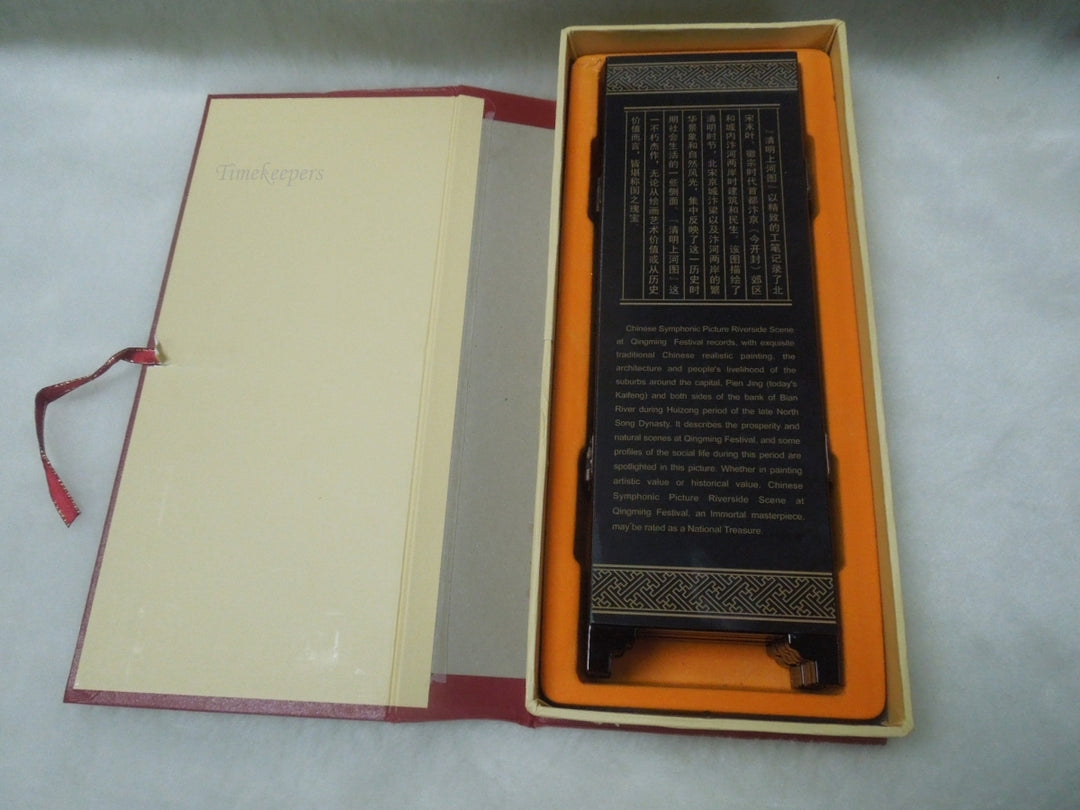 Timekeepers
『清明上河图』以精致的工笔记录了北
宋末叶、徽宗时代首都汴京（今开封）郊区
和城内汴河两岸时建筑和民生。该图描绘了
清明时节，北宋京城汴梁以及汴河两岸的繁
华景象和自然风光，集中反映了这一历史时
期社会生活的一些侧面。『清明上河图』这
一不朽杰作，无论从绘画艺术价值或从历史
价值而言，皆堪称国之瑰宝。
Chinese Symphonic Picture Riverside Scene
at Qingming Festival records, with exquisite
traditional Chinese realistic painting, the
architecture and people's livelihood of the
suburbs around the capital, Pien Jing (today's
Kaifeng) and both sides of the bank of Bian
River during Huizong period of the late North
Song Dynasty. It describes the prosperity and
natural scenes at Qingming Festival, and some
profiles of the social life during this period are
spotlighted in this picture. Whether in painting
artistic value or historical value, Chinese
Symphonic Picture Riverside Scene at
Qingming Festival, an Immortal masterpiece,
may be rated as a National Treasure.